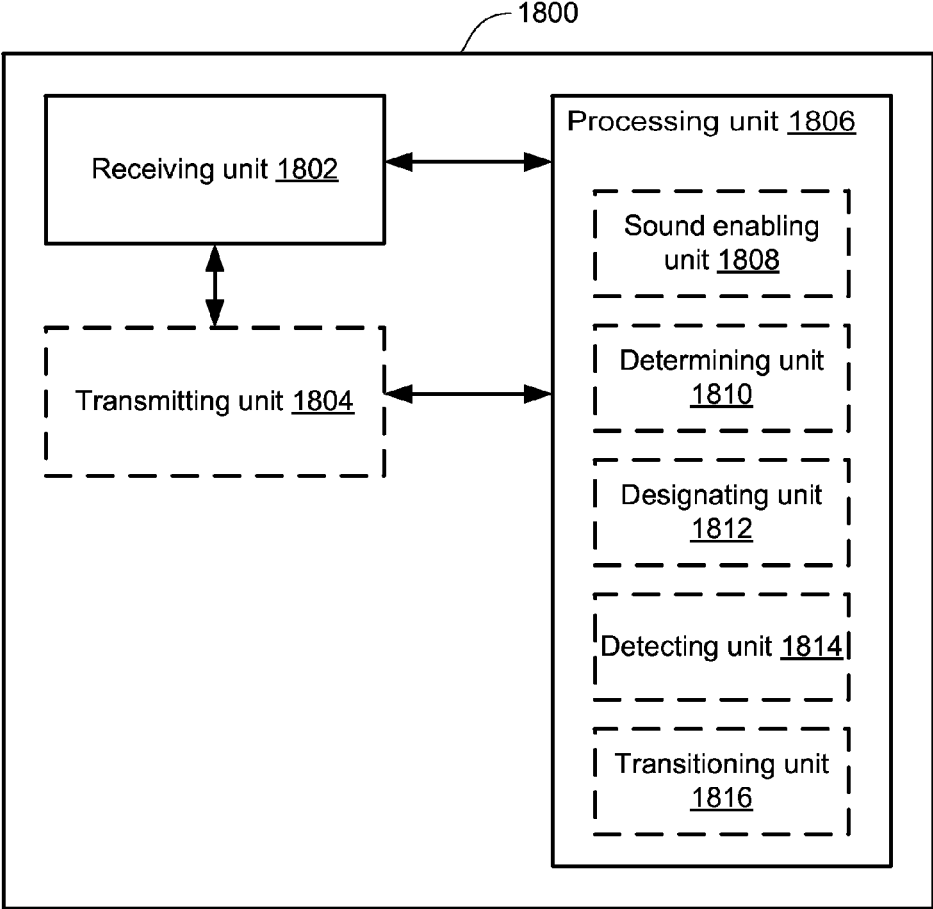 1800
Receiving unit 1802
Transmitting unit 1804
Processing unit 1806
Sound enabling
unit 1808
Determining unit
1810
Designating unit
1812
Detecting unit 1814
Transitioning unit
1816